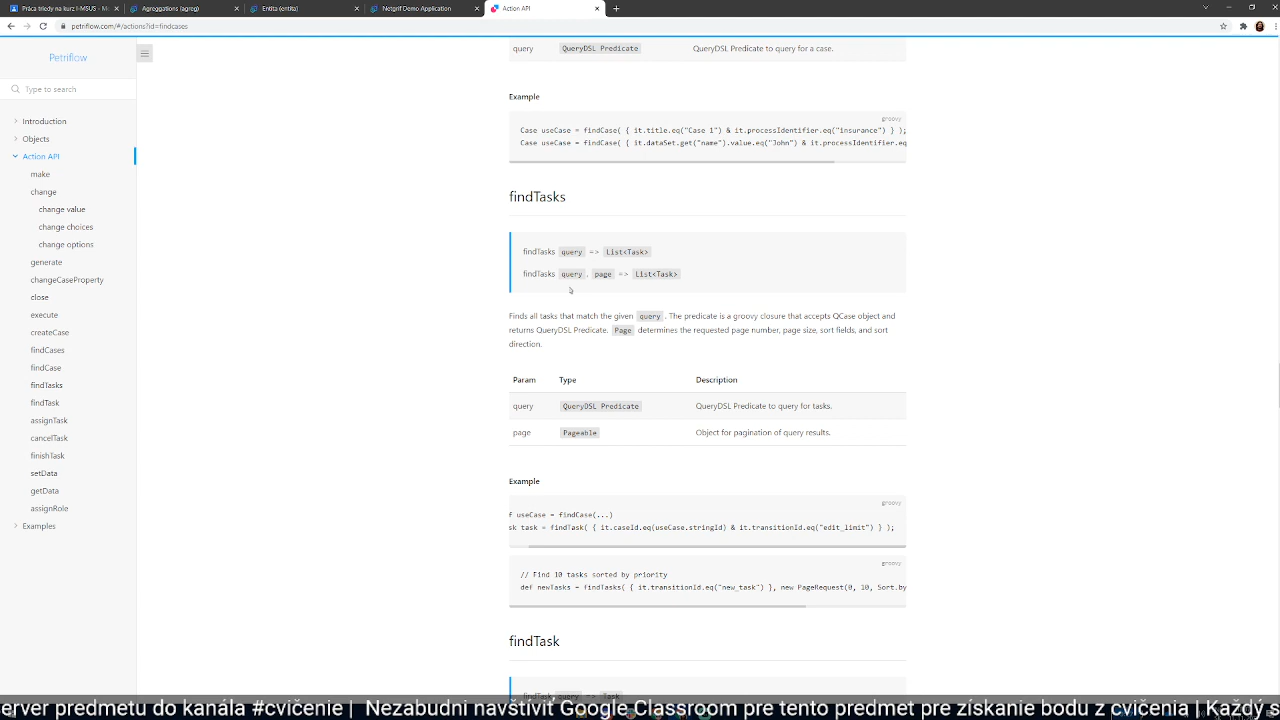 Práca triedy na kurz I-MSUS - M
Agreggations (agreg)
Entita (entita)
Netgrif Demo Application
Action API
petriflow.com/#/actions?id=findcases
Petriflow
Type to search
Introduction
Objects
Action API
make
change
change value
change choices
change options
generate
changeCaseProperty
close
execute
createCase
findCases
findCase
findTasks
findTask
assignTask
cancelTask
finishTask
setData
getData
assignRole
Examples
query QueryDSL Predicate QueryDSL Predicate to query for a case.
Example
groovy
Case useCase = findCase( { it.title.eq("Case 1") & it.processIdentifier.eq("insurance") } );
Case useCase = findCase( { it.dataSet.get("name").value.eq("John") & it.processIdentifier.eq
findTasks
findTasks query => List<Task>
findTasks query , page => List<Task>
Finds all tasks that match the given query . The predicate is a groovy closure that accepts QCase object and
returns QueryDSL Predicate. Page determines the requested page number, page size, sort fields, and sort
direction.
Param Type Description
query QueryDSL Predicate QueryDSL Predicate to query for tasks.
page Pageable Object for pagination of query results.
Example
groovy
f useCase = findCase(...)
sk task = findTask( { it.caseId.eq(useCase.stringId) & it.transitionId.eq("edit_limit") } );
groovy
// Find 10 tasks sorted by priority
def newTasks = findTasks( { it.transitionId.eq("new_task") }, new PageRequest(0, 10, Sort.by
findTask
findTask query => Task
erver predmetu do kanála #cvičenie | Nezabudni navštíviť Google Classroom pre tento predmet pre získanie bodu z cvičenia | Každý s